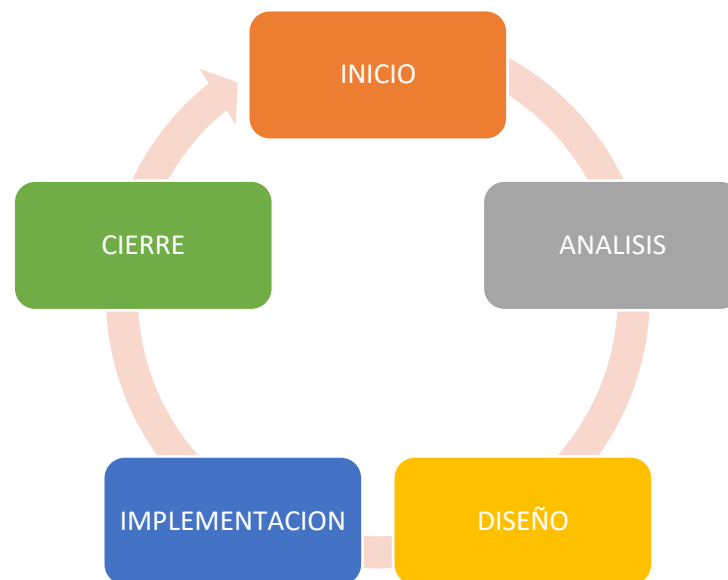 INICIO
ANALISIS
DISEÑO
IMPLEMENTACION
CIERRE